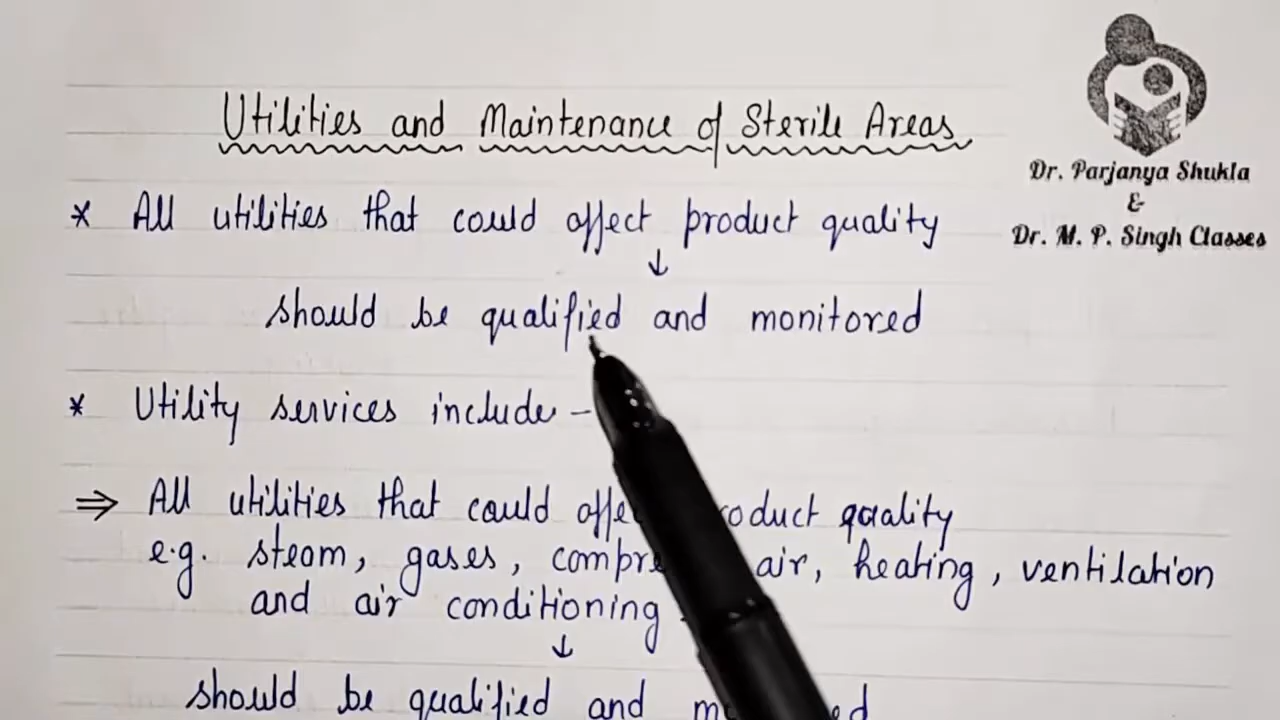 Utilities and Maintenance of Sterile Areas
Dr. Parjanya Shukla
&
Dr. M. P. Singh Classes
* All utilities that could affect product quality
↓
should be qualified and monitored
* Utility services include -
⇒ All utilities that could quality
e.g. steam, gases, air, heating, ventilation
and air conditioning
↓
should be qualified and